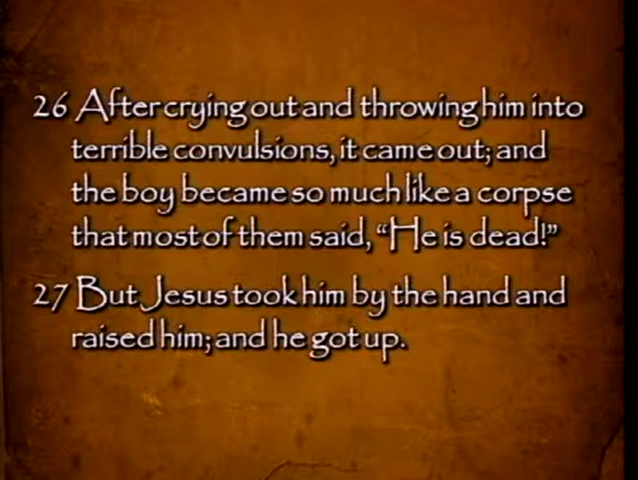 26 After crying out and throwing him into
terrible convulsions, it came out; and
the boy became so much like a corpse
that most of them said, “He is dead!”
27 But Jesus took him by the hand and
raised him; and he got up.